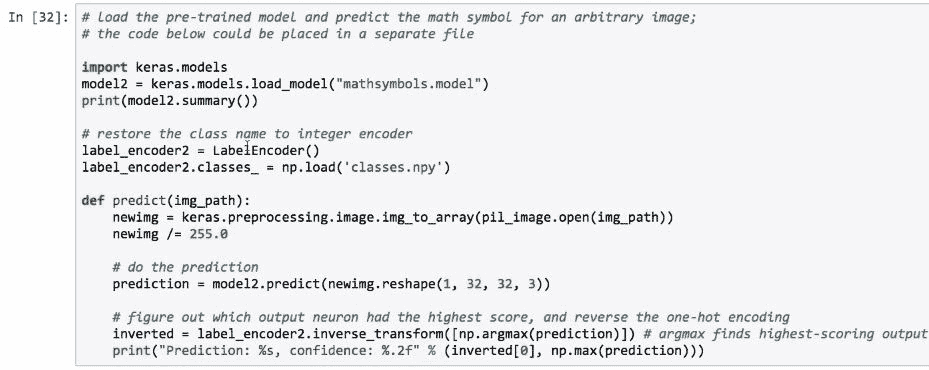 In [32]: # load the pre-trained model and predict the math symbol for an arbitrary image;
# the code below could be placed in a separate file

import keras.models
model2 = keras.models.load_model("mathsymbols.model")
print(model2.summary())

# restore the class name to integer encoder
label_encoder2 = LabelEncoder()
label_encoder2.classes_ = np.load('classes.npy')

def predict(img_path):
    newimg = keras.preprocessing.image.img_to_array(pil_image.open(img_path))
    newimg /= 255.0

    # do the prediction
    prediction = model2.predict(newimg.reshape(1, 32, 32, 3))

    # figure out which output neuron had the highest score, and reverse the one-hot encoding
    inverted = label_encoder2.inverse_transform([np.argmax(prediction)]) # argmax finds highest-scoring output
    print("Prediction: %s, confidence: %.2f" % (inverted[0], np.max(prediction)))